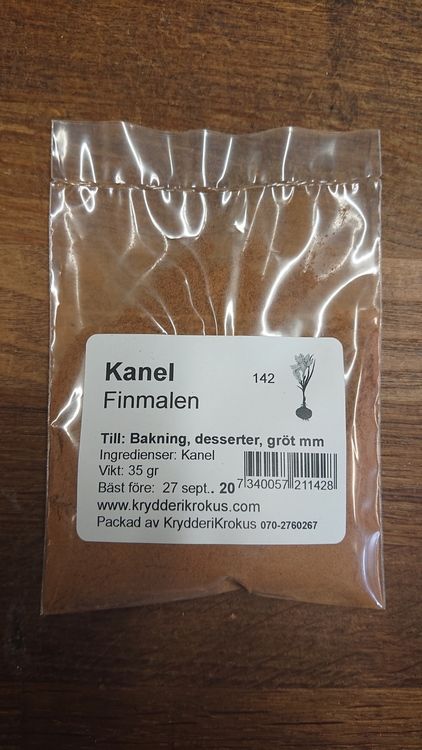 Kanel
142
Finmalen
Till: Bakning, desserter, gröt mm
Ingredienser: Kanel
Vikt: 35 gr
Bäst före: 27 sept.. 20
7 340057 211428
www.krydderikrokus.com
Packad av KrydderiKrokus 070-2760267